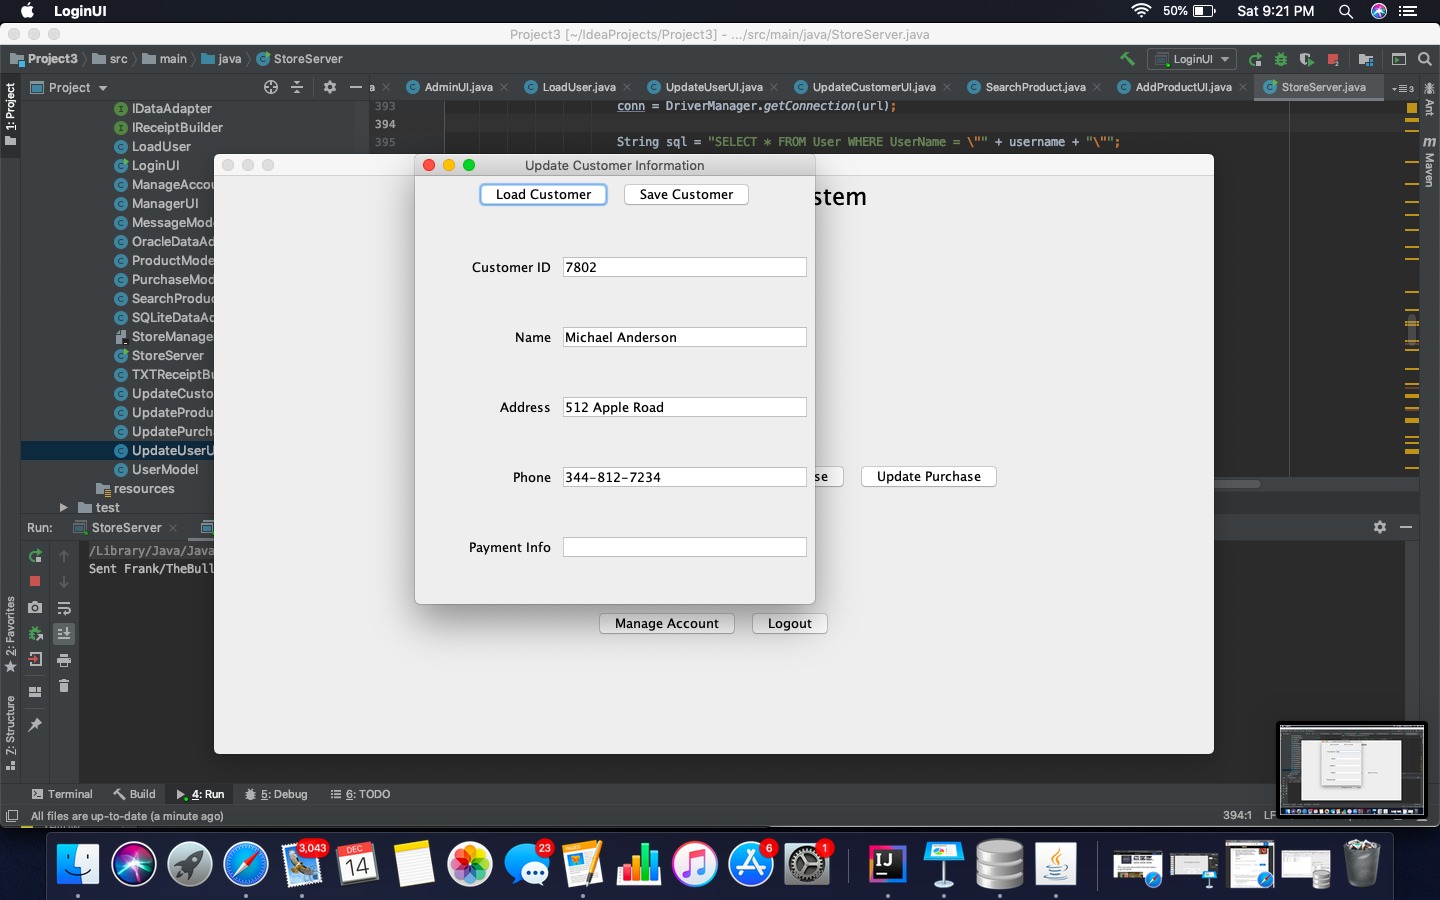 LoginUI
50%
Sat 9:21 PM
Project3 [~/IdeaProjects/Project3] - .../src/main/java/StoreServer.java
Project3
src
main
java
StoreServer
LoginUI
1: Project
Project
a
AdminUI.java
LoadUser.java
UpdateUserUI.java
UpdateCustomerUI.java
SearchProduct.java
AddProductUI.java
StoreServer.java
3
Ant
Maven
393
conn = DriverManager.getConnection(url);
394
395
String sql = "SELECT * FROM User WHERE UserName = \"" + username + "\"";
IDataAdapter
IReceiptBuilder
LoadUser
LoginUI
ManageAccou
ManagerUI
MessageMode
OracleDataAd
ProductMode
PurchaseMod
SearchProduc
SQLiteDataAd
StoreManage
StoreServer
TXTReceiptBu
UpdateCusto
UpdateProdu
UpdatePurcha
UpdateUserU
UserModel
resources
test
stem
Update Customer Information
Load Customer
Save Customer
Customer ID
7802
Name
Michael Anderson
Address
512 Apple Road
Phone
344-812-7234
Payment Info
se
Update Purchase
Manage Account
Logout
Run:
StoreServer
/Library/Java/Java
Sent Frank/TheBull
2: Favorites
7: Structure
Terminal
Build
4: Run
5: Debug
6: TODO
All files are up-to-date (a minute ago)
394:1
LF
3,043
DEC
14
23
6
1
IJ